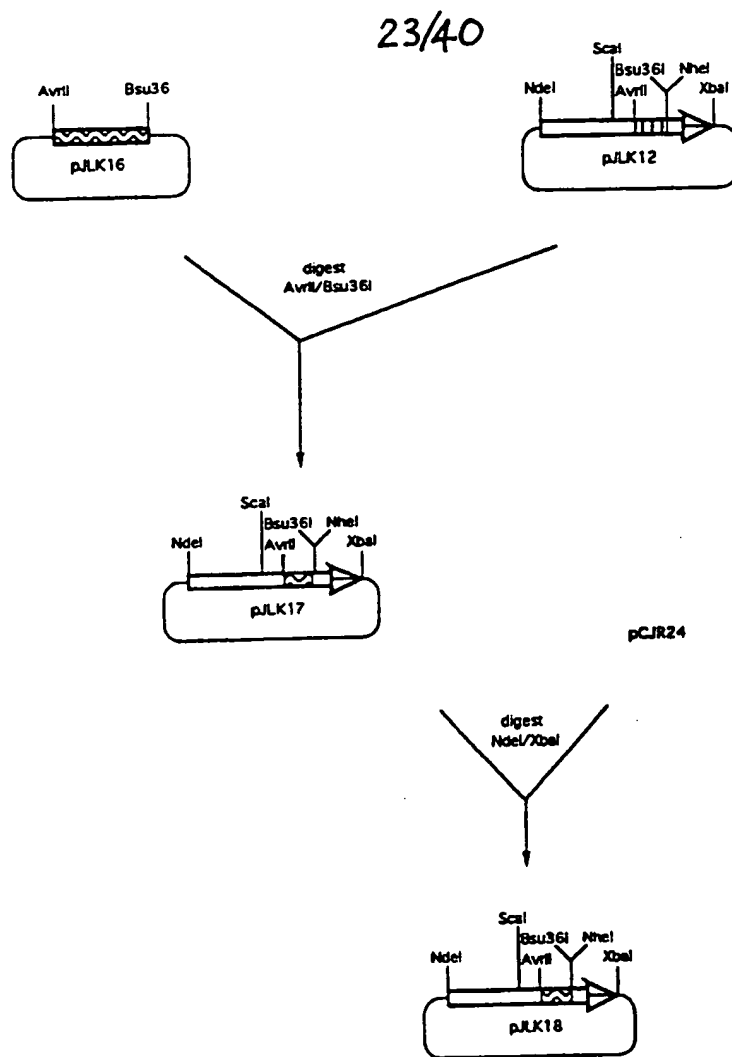 23/40
AvrII Bsu36
pJLK16
ScaI
Bsu36I NheI
NdeI AvrII XbaI
pJLK12
digest
AvrII/Bsu36I
ScaI
Bsu36I NheI
NdeI AvrII XbaI
pJLK17
pCJR24
digest
NdeI/XbaI
ScaI
Bsu36I NheI
NdeI AvrII XbaI
pJLK18